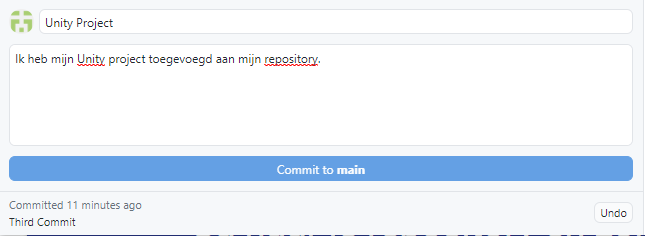 Unity Project
Ik heb mijn Unity project toegevoegd aan mijn repository.
Commit to main
Committed 11 minutes ago
Third Commit
Undo